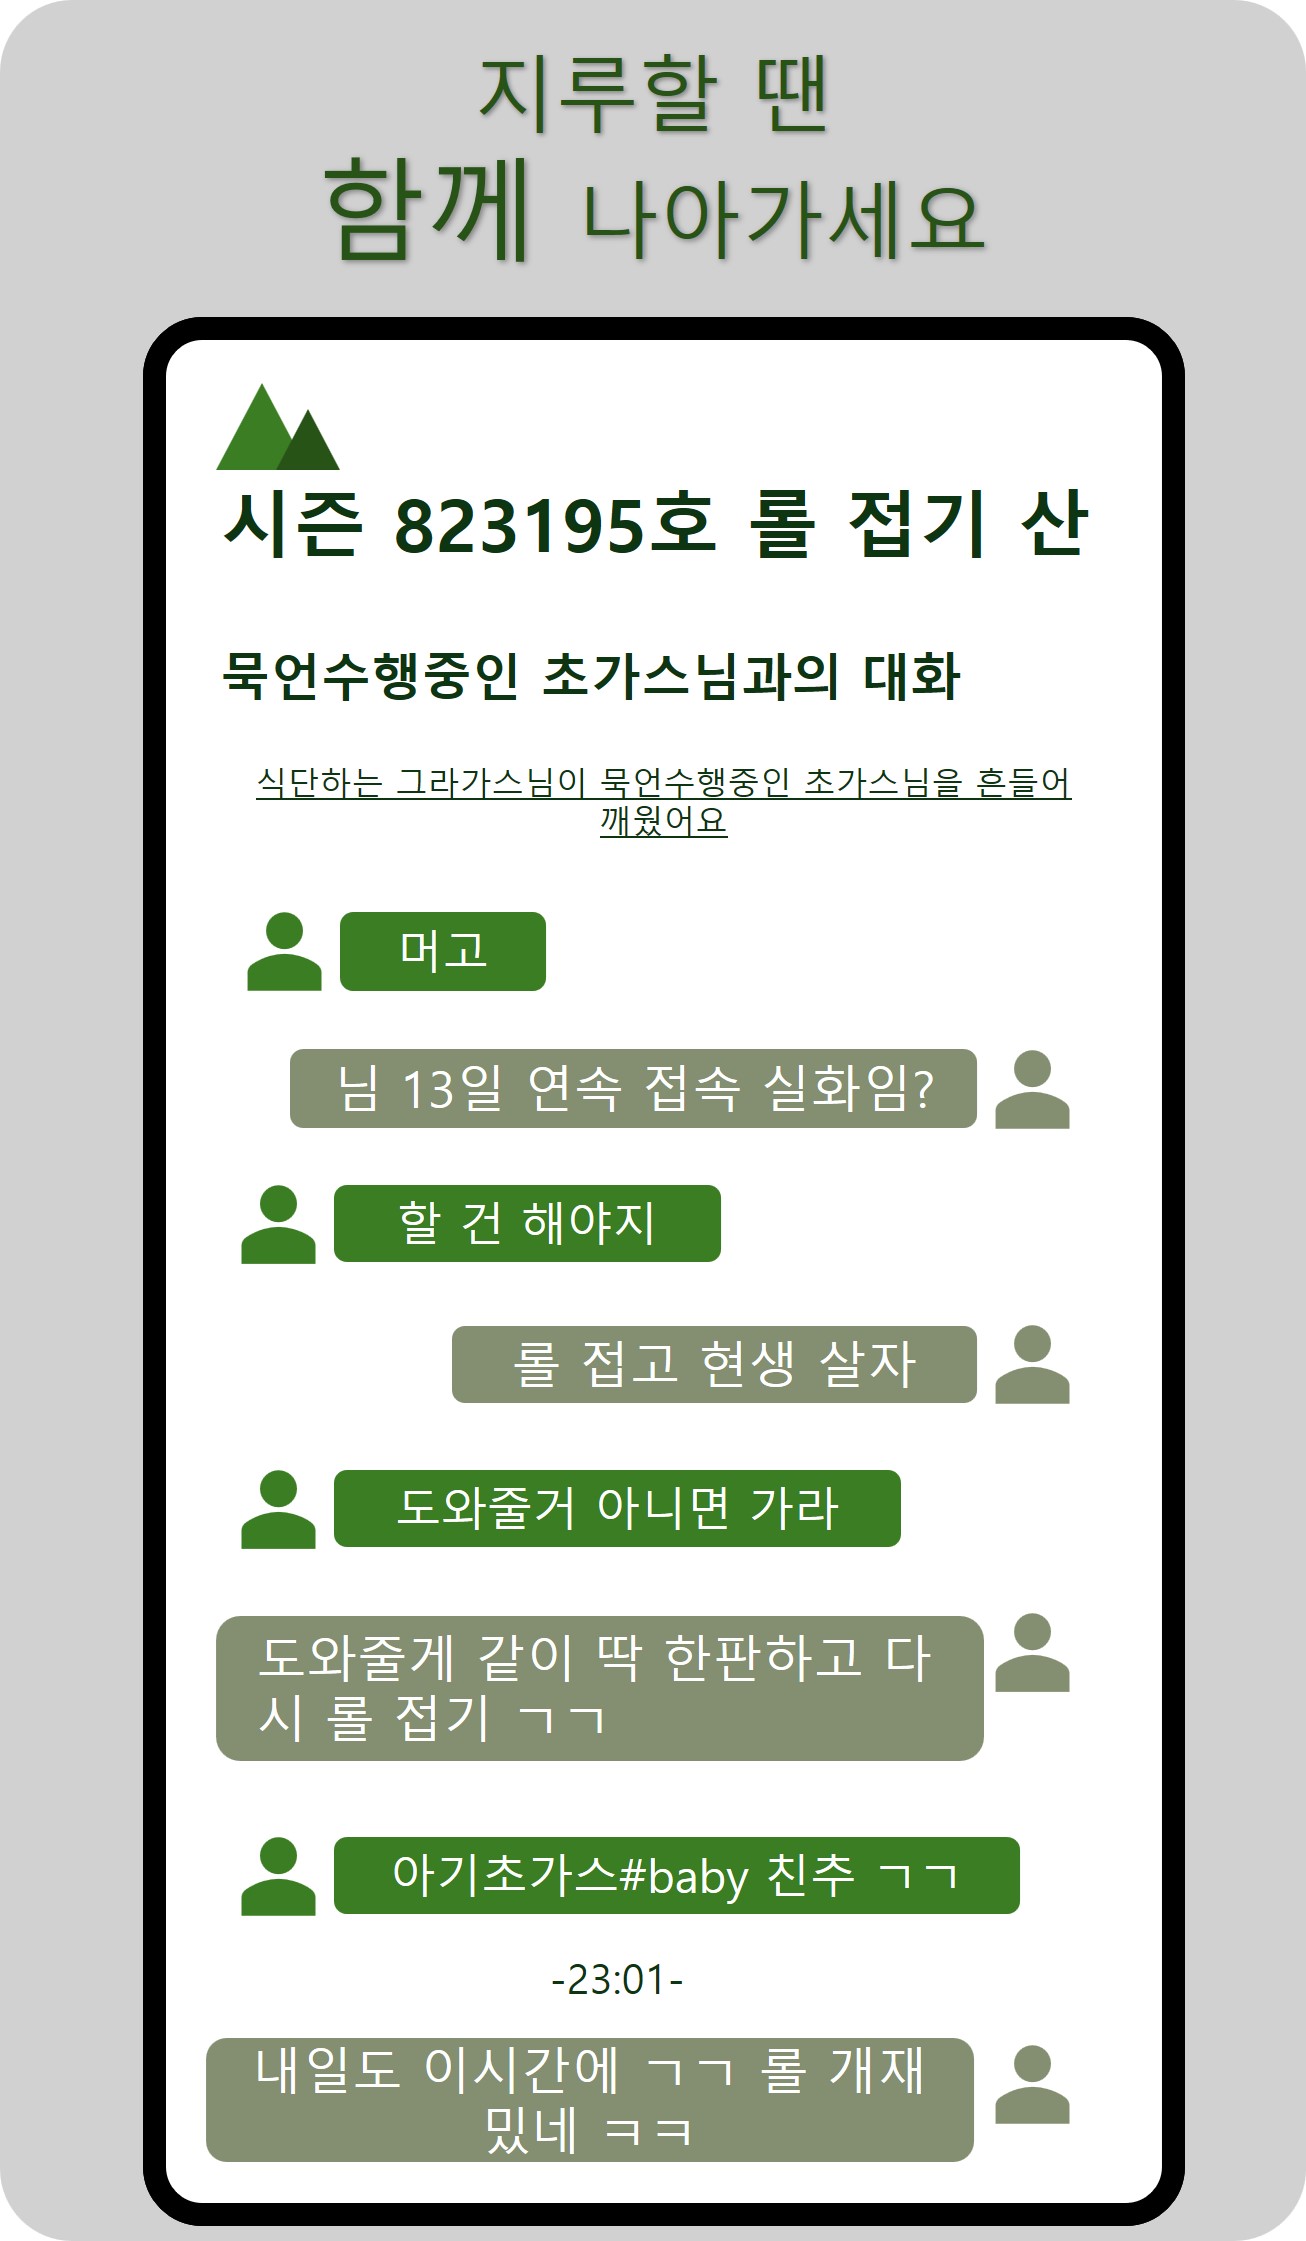 지루할 땐
함께 나아가세요
시즌 823195호 롤 접기 산
묵언수행중인 초가스님과의 대화
식단하는 그라가스님이 묵언수행중인 초가스님을 흔들어
깨웠어요
머고
님 13일 연속 접속 실화임?
할 건 해야지
롤 접고 현생 살자
도와줄거 아니면 가라
도와줄게 같이 딱 한판하고 다
시 롤 접기 ㄱㄱ
아기초가스#baby 친추 ㄱㄱ
-23:01-
내일도 이시간에 ㄱㄱ 롤 개재
밌네 ㅋㅋ